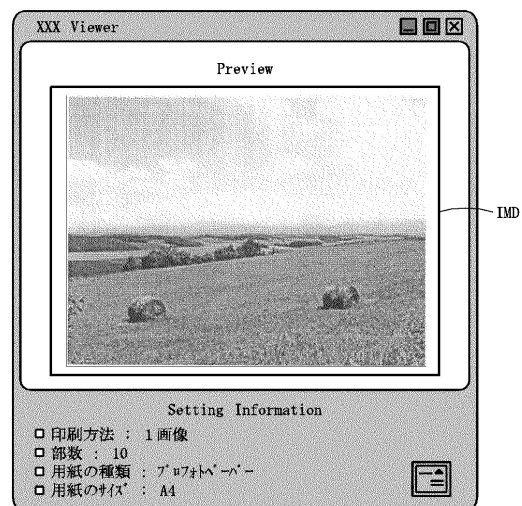 XXX Viewer
Preview
IMD
Setting Information
印刷方法 : 1画像
部数 : 10
用紙の種類 : プロフォトペーパー
用紙のサイズ : A4